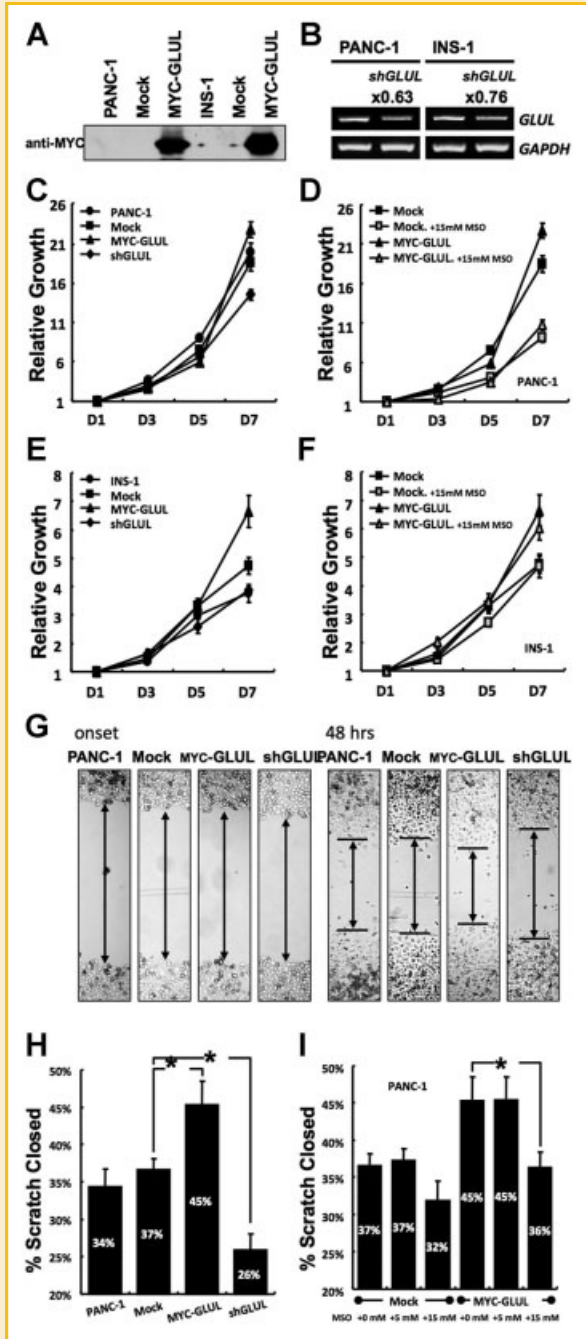 A
PANC-1
Mock
MYC-GLUL
INS-1
Mock
MYC-GLUL
anti-MYC
B
PANC-1 INS-1
shGLUL shGLUL
x0.63 x0.76
GLUL
GAPDH
C
Relative Growth
26
21
16
11
6
1
PANC-1
Mock
MYC-GLUL
shGLUL
D1 D3 D5 D7
D
Relative Growth
26
21
16
11
6
1
Mock
Mock. +15mM MSO
MYC-GLUL
MYC-GLUL. +15mM MSO
PANC-1
D1 D3 D5 D7
E
Relative Growth
8
7
6
5
4
3
2
1
INS-1
Mock
MYC-GLUL
shGLUL
D1 D3 D5 D7
F
Relative Growth
8
7
6
5
4
3
2
1
Mock
Mock. +15mM MSO
MYC-GLUL
MYC-GLUL. +15mM MSO
INS-1
D1 D3 D5 D7
G
onset 48 hrs
PANC-1 Mock MYC-GLUL shGLUL PANC-1 Mock MYC-GLUL shGLUL
H
% Scratch Closed
50%
45%
40%
35%
30%
25%
20%
* *
34% 37% 45% 26%
PANC-1 Mock MYC-GLUL shGLUL
I
% Scratch Closed
50%
45%
40%
35%
30%
25%
20%
PANC-1
*
37% 37% 32% 45% 45% 36%
Mock MYC-GLUL
MSO +0 mM +5 mM +15 mM +0 mM +5 mM +15 mM